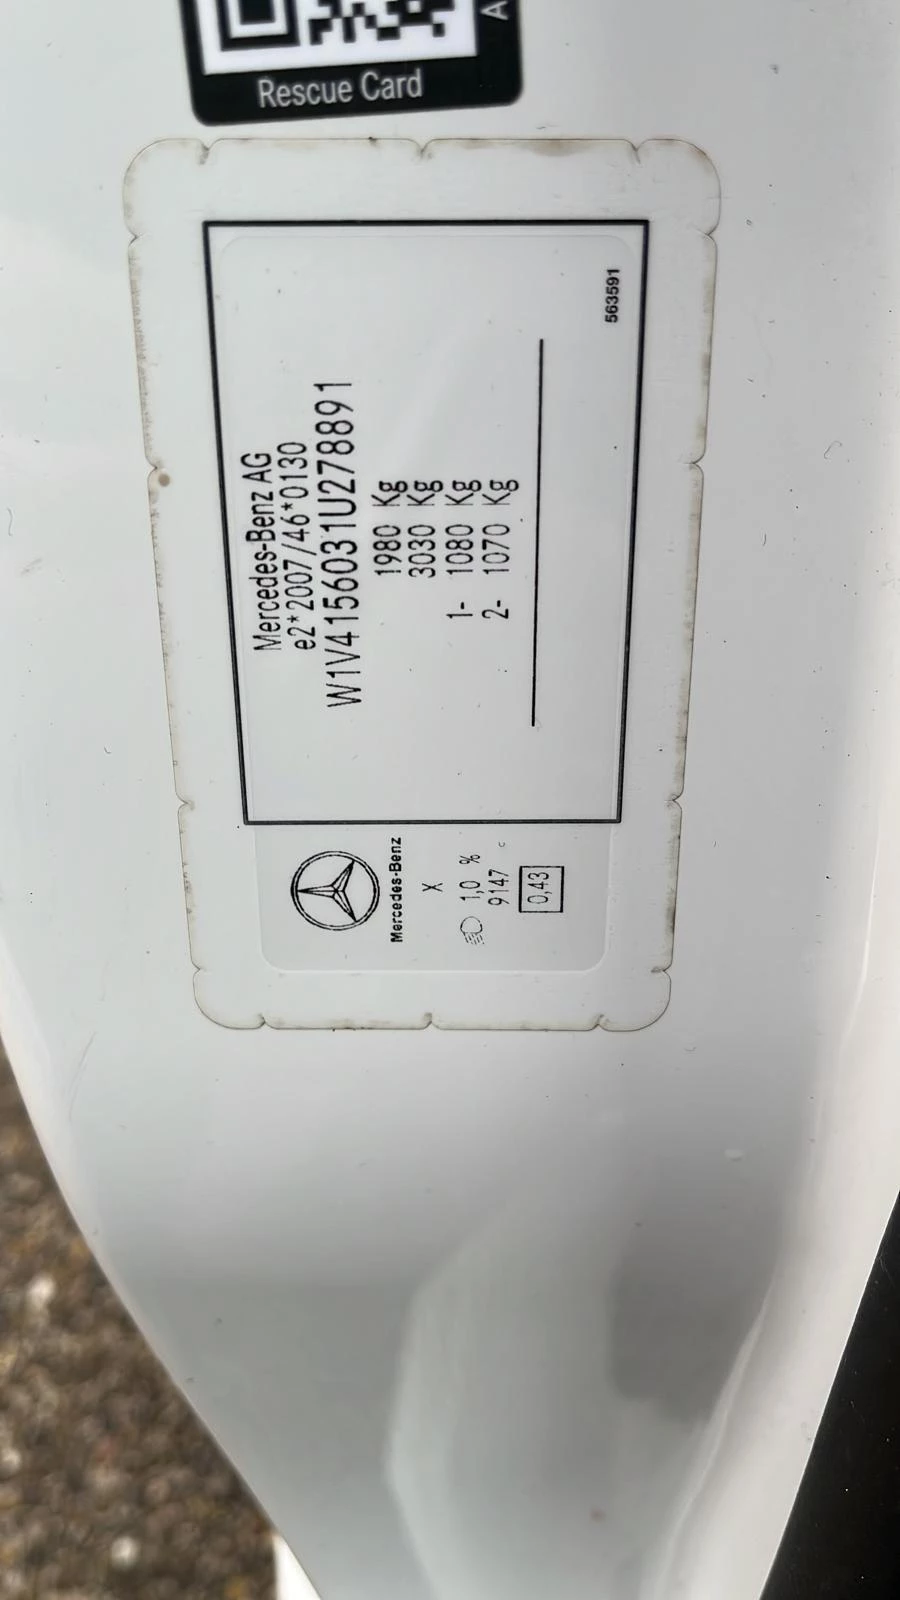 Rescue Card
A
Mercedes-Benz AG
e2*2007/46*0130
W1V4156031U278891
1980 Kg
3030 Kg
1- 1080 Kg
2- 1070 Kg
563591
Mercedes-Benz
X
1,0 %
9147
c
0,43